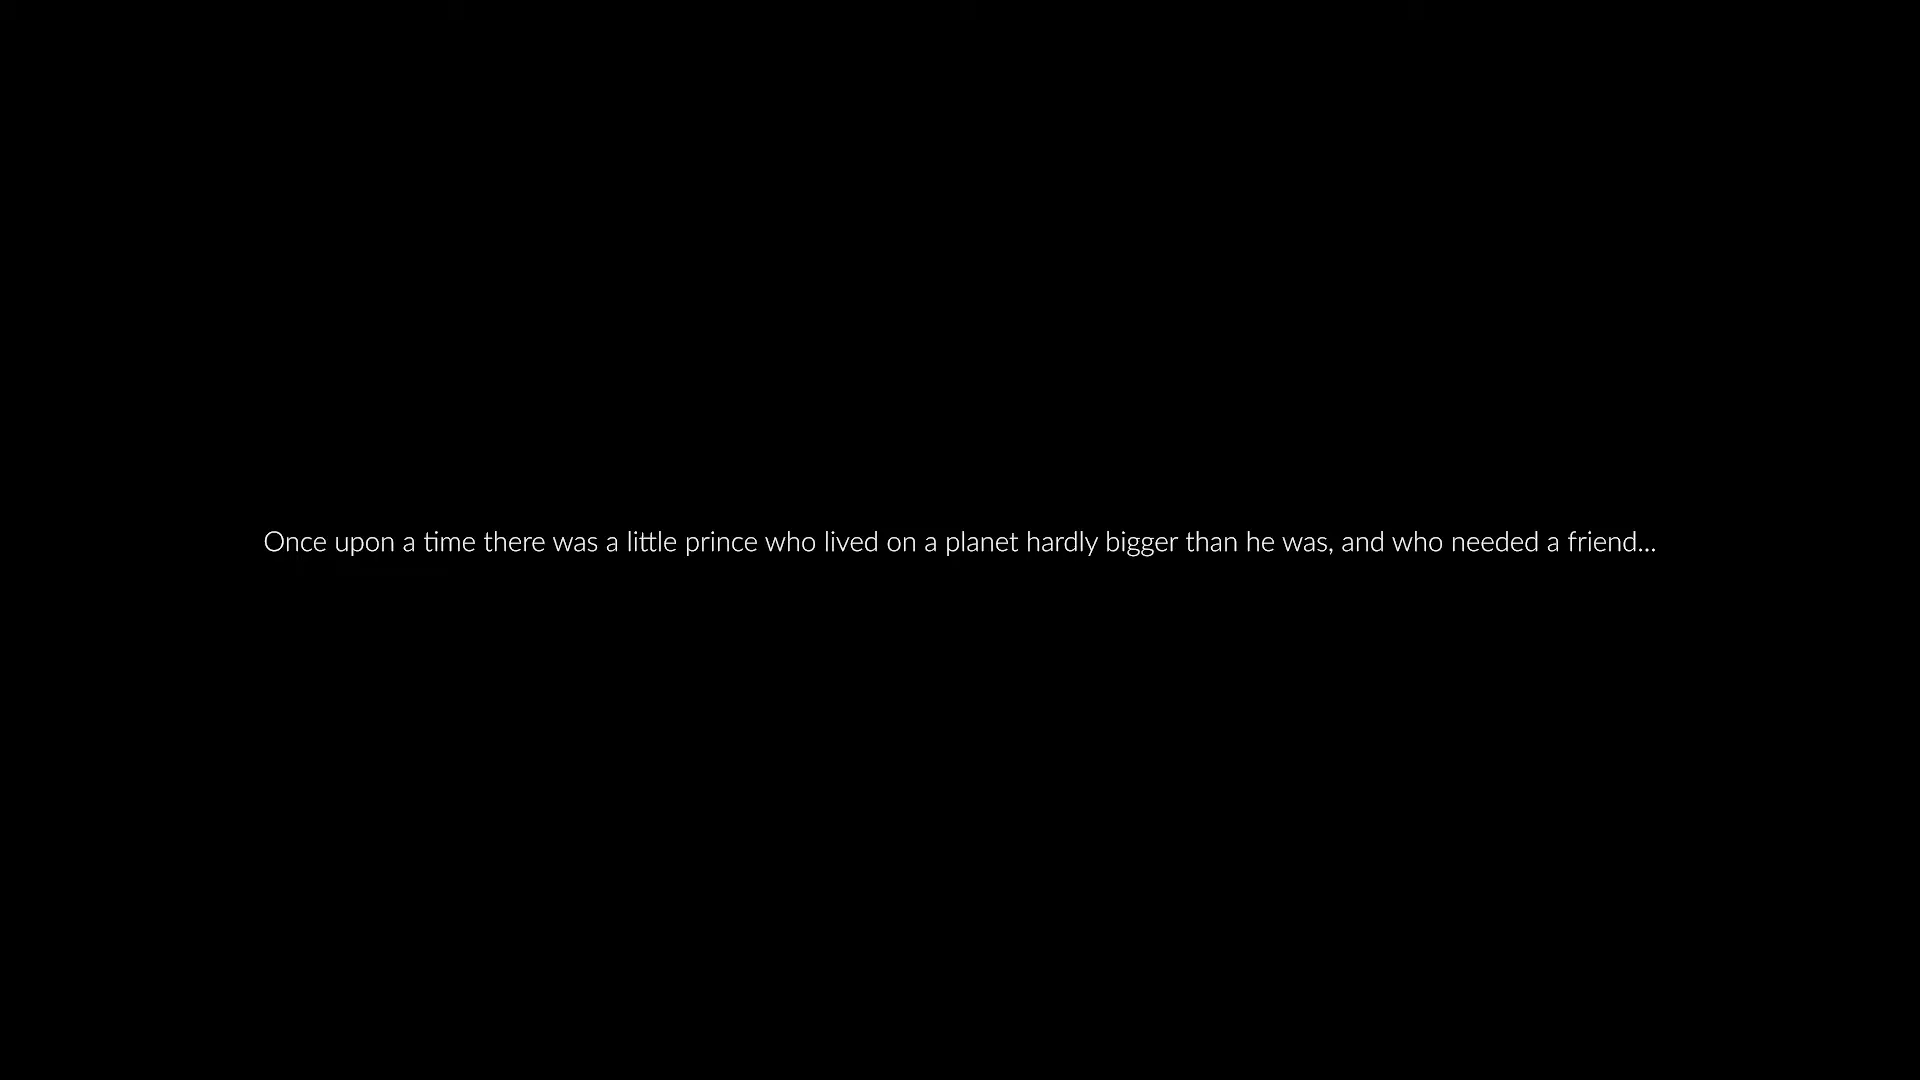 Once upon a time there was a little prince who lived on a planet hardly bigger than he was, and who needed a friend...